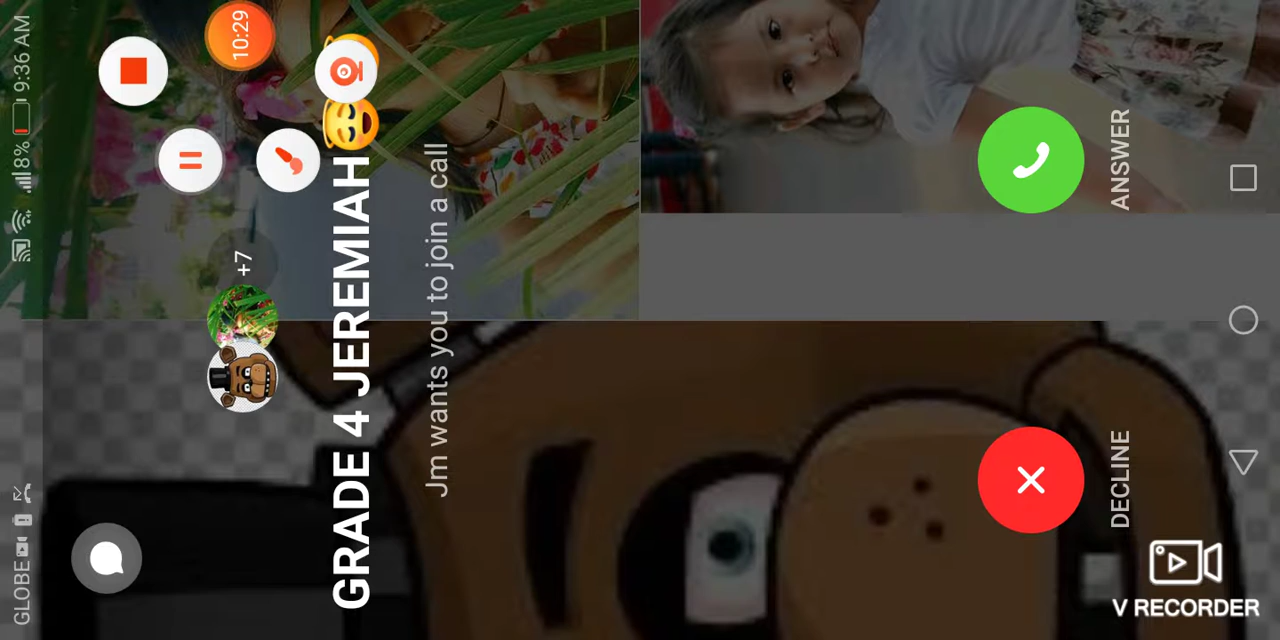 GLOBE 8% 9:36 AM
10:29
+7
GRADE 4 JEREMIAH
Jm wants you to join a call
DECLINE
ANSWER
V RECORDER